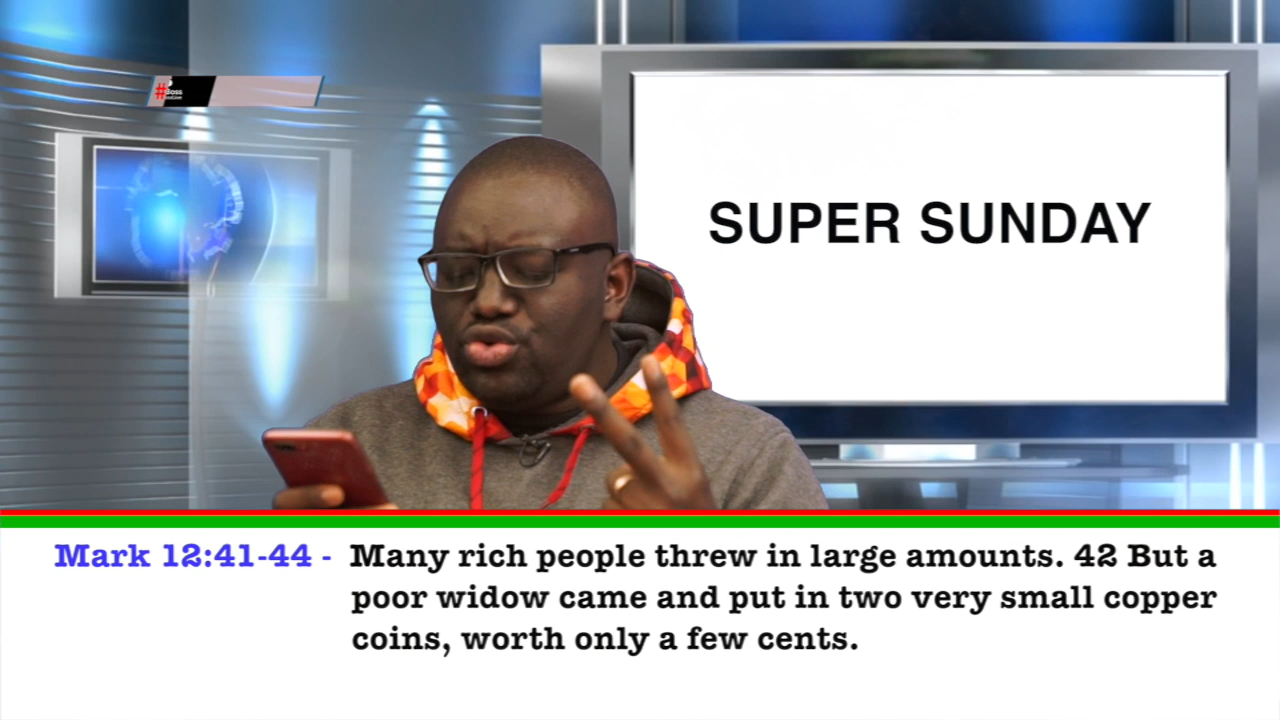 #Boss
SUPER SUNDAY
Mark 12:41-44 - Many rich people threw in large amounts. 42 But a
poor widow came and put in two very small copper
coins, worth only a few cents.